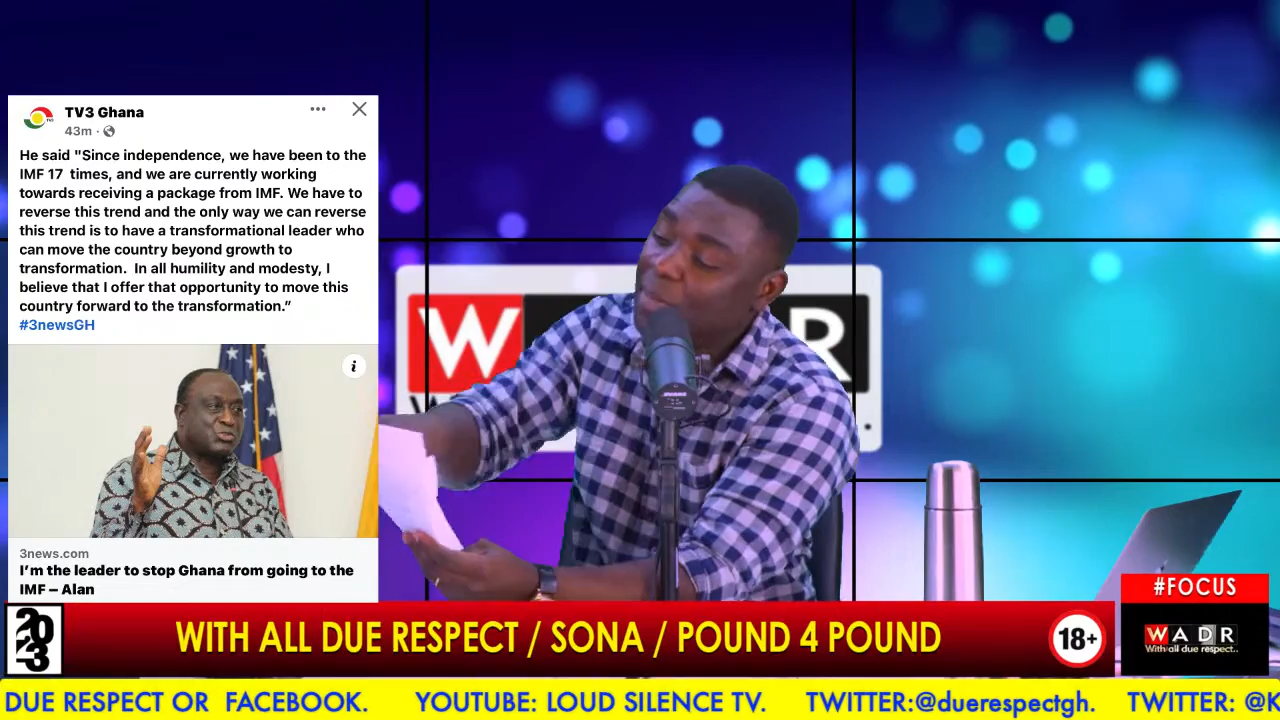 TV3 Ghana
43m ·
He said "Since independence, we have been to the
IMF 17 times, and we are currently working
towards receiving a package from IMF. We have to
reverse this trend and the only way we can reverse
this trend is to have a transformational leader who
can move the country beyond growth to
transformation. In all humility and modesty, I
believe that I offer that opportunity to move this
country forward to the transformation.”
#3newsGH
3news.com
I’m the leader to stop Ghana from going to the
IMF – Alan
W R
SHURE
#FOCUS
2023
WITH ALL DUE RESPECT / SONA / POUND 4 POUND
18+
WADR
With all due respect..
DUE RESPECT OR FACEBOOK. YOUTUBE: LOUD SILENCE TV. TWITTER:@duerespectgh. TWITTER: @K